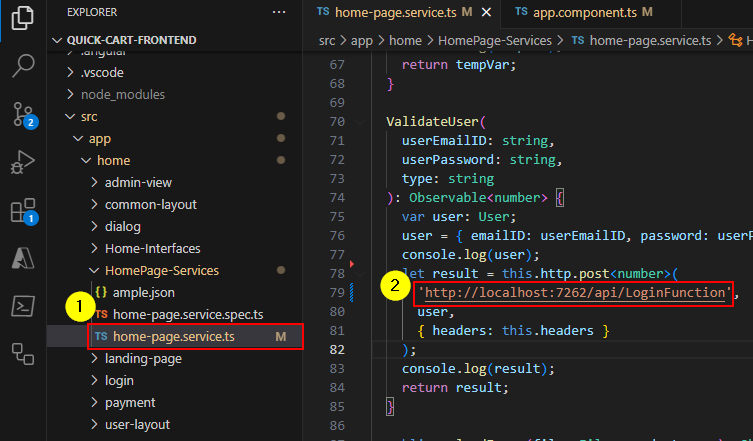 EXPLORER
QUICK-CART-FRONTEND
.angular
.vscode
node_modules
src
app
home
admin-view
common-layout
dialog
Home-Interfaces
HomePage-Services
{ } ample.json
1
TS home-page.service.spec.ts
TS home-page.service.ts M
landing-page
login
payment
user-layout
2
1
TS home-page.service.ts M
TS app.component.ts M
src > app > home > HomePage-Services > TS home-page.service.ts >
67 return tempVar;
68 }
70 ValidateUser(
71 userEmailID: string,
72 userPassword: string,
73 type: string
74 ): Observable<number> {
75 var user: User;
76 user = { emailID: userEmailID, password: userP
77 console.log(user);
78 let result = this.http.post<number>(
2
79 'http://localhost:7262/api/LoginFunction',
80 user,
81 { headers: this.headers }
82 );
83 console.log(result);
84 return result;
85 }
86